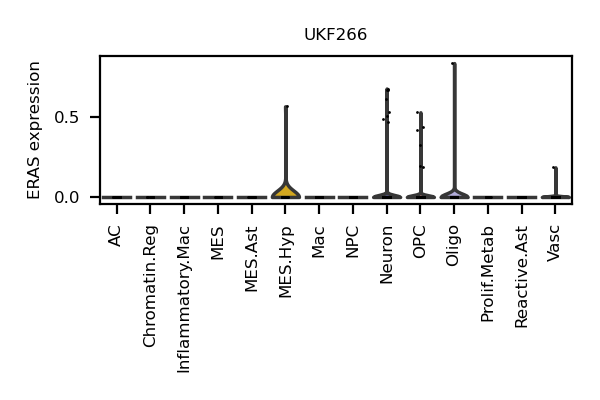 UKF266
ERAS expression
0.5
0.0
AC
Chromatin.Reg
Inflammatory.Mac
MES
MES.Ast
MES.Hyp
Mac
NPC
Neuron
OPC
Oligo
Prolif.Metab
Reactive.Ast
Vasc